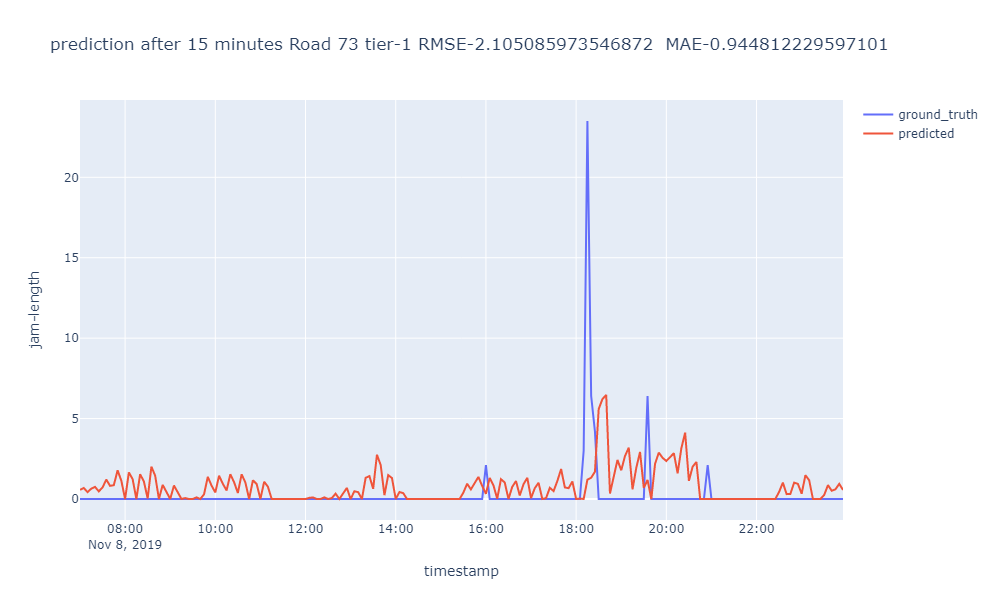 prediction after 15 minutes Road 73 tier-1 RMSE-2.105085973546872  MAE-0.944812229597101
ground_truth
predicted
jam-length
20
15
10
5
0
08:00 10:00 12:00 14:00 16:00 18:00 20:00 22:00
Nov 8, 2019
timestamp